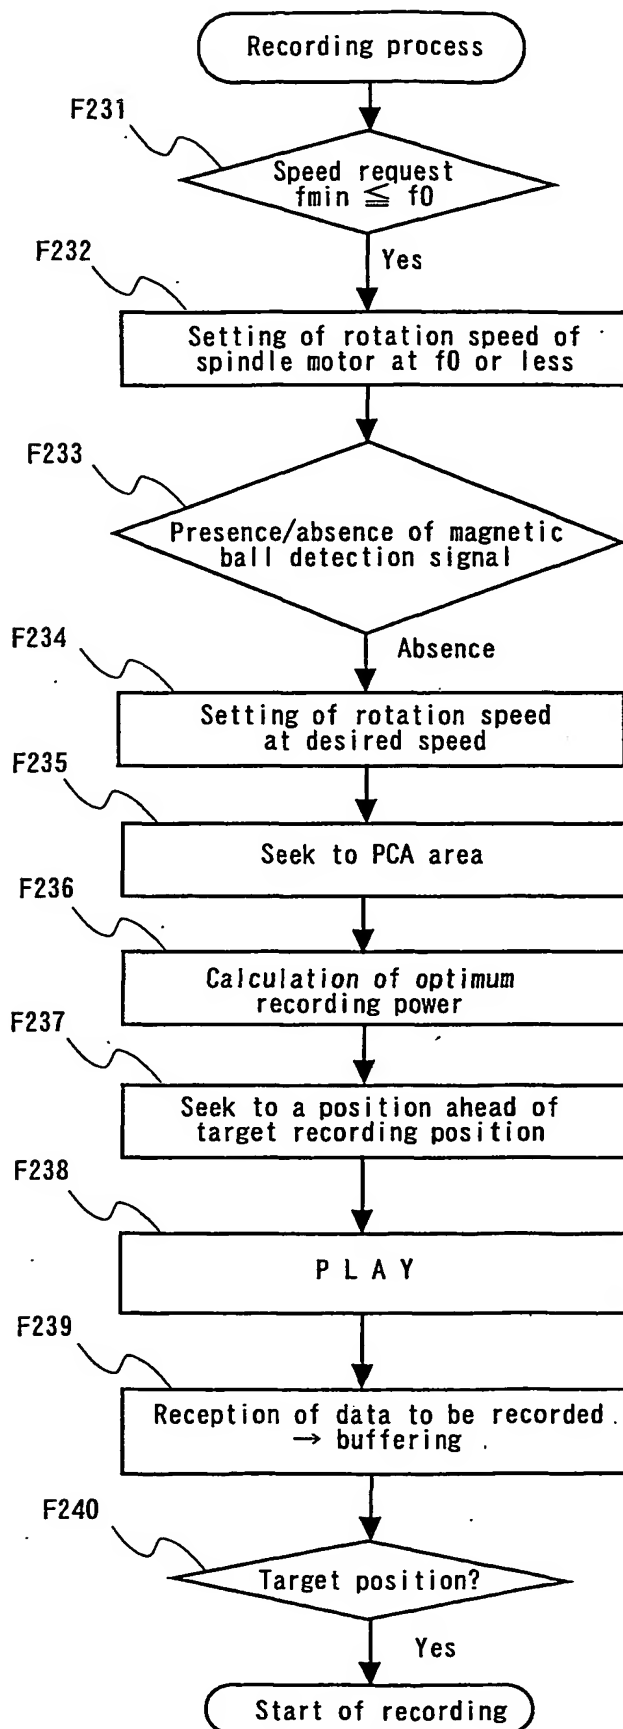 Recording process
F231
Speed request
fmin ≦ f0
Yes
F232
Setting of rotation speed of
spindle motor at f0 or less
F233
Presence/absence of magnetic
ball detection signal
Absence
F234
Setting of rotation speed
at desired speed
F235
Seek to PCA area
F236
Calculation of optimum
recording power
F237
Seek to a position ahead of
target recording position
F238
P L A Y
F239
Reception of data to be recorded
→ buffering
F240
Target position?
Yes
Start of recording